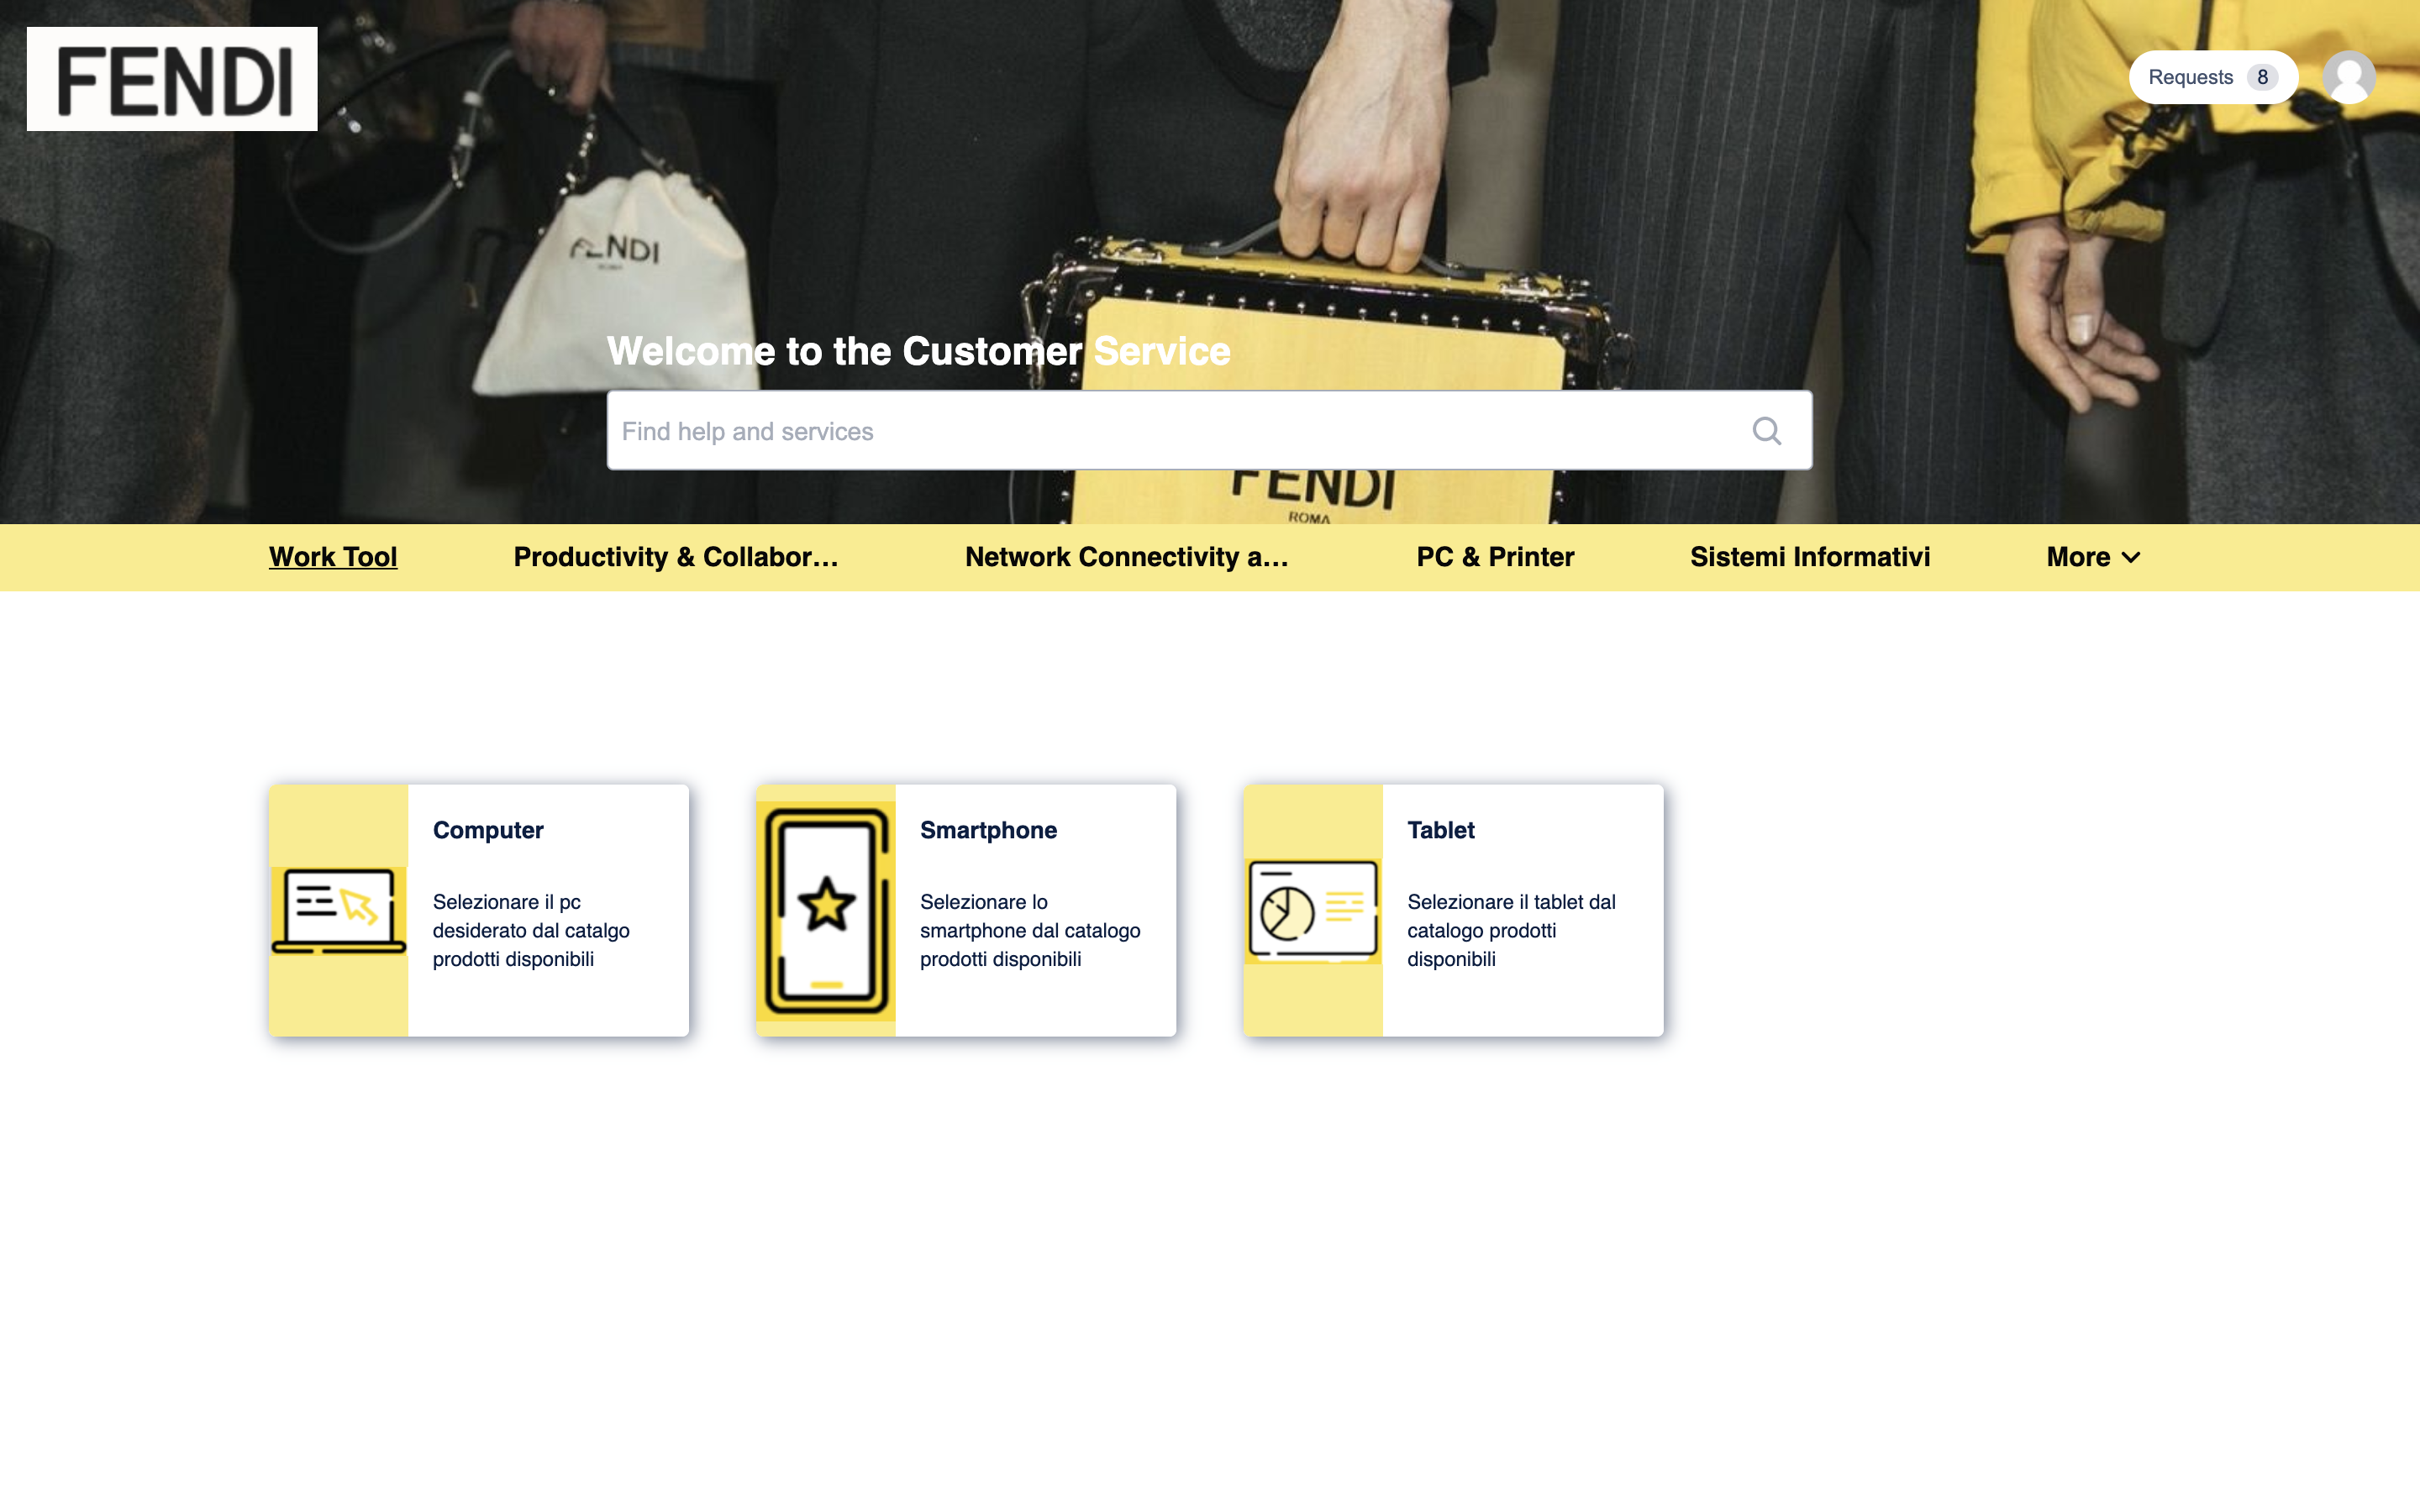 FENDI
Requests 8
FENDI
Welcome to the Customer Service
Find help and services
FENDI
ROMA
Work Tool
Productivity & Collabor...
Network Connectivity a...
PC & Printer
Sistemi Informativi
More
Computer
Selezionare il pc
desiderato dal catalgo
prodotti disponibili
Smartphone
Selezionare lo
smartphone dal catalogo
prodotti disponibili
Tablet
Selezionare il tablet dal
catalogo prodotti
disponibili